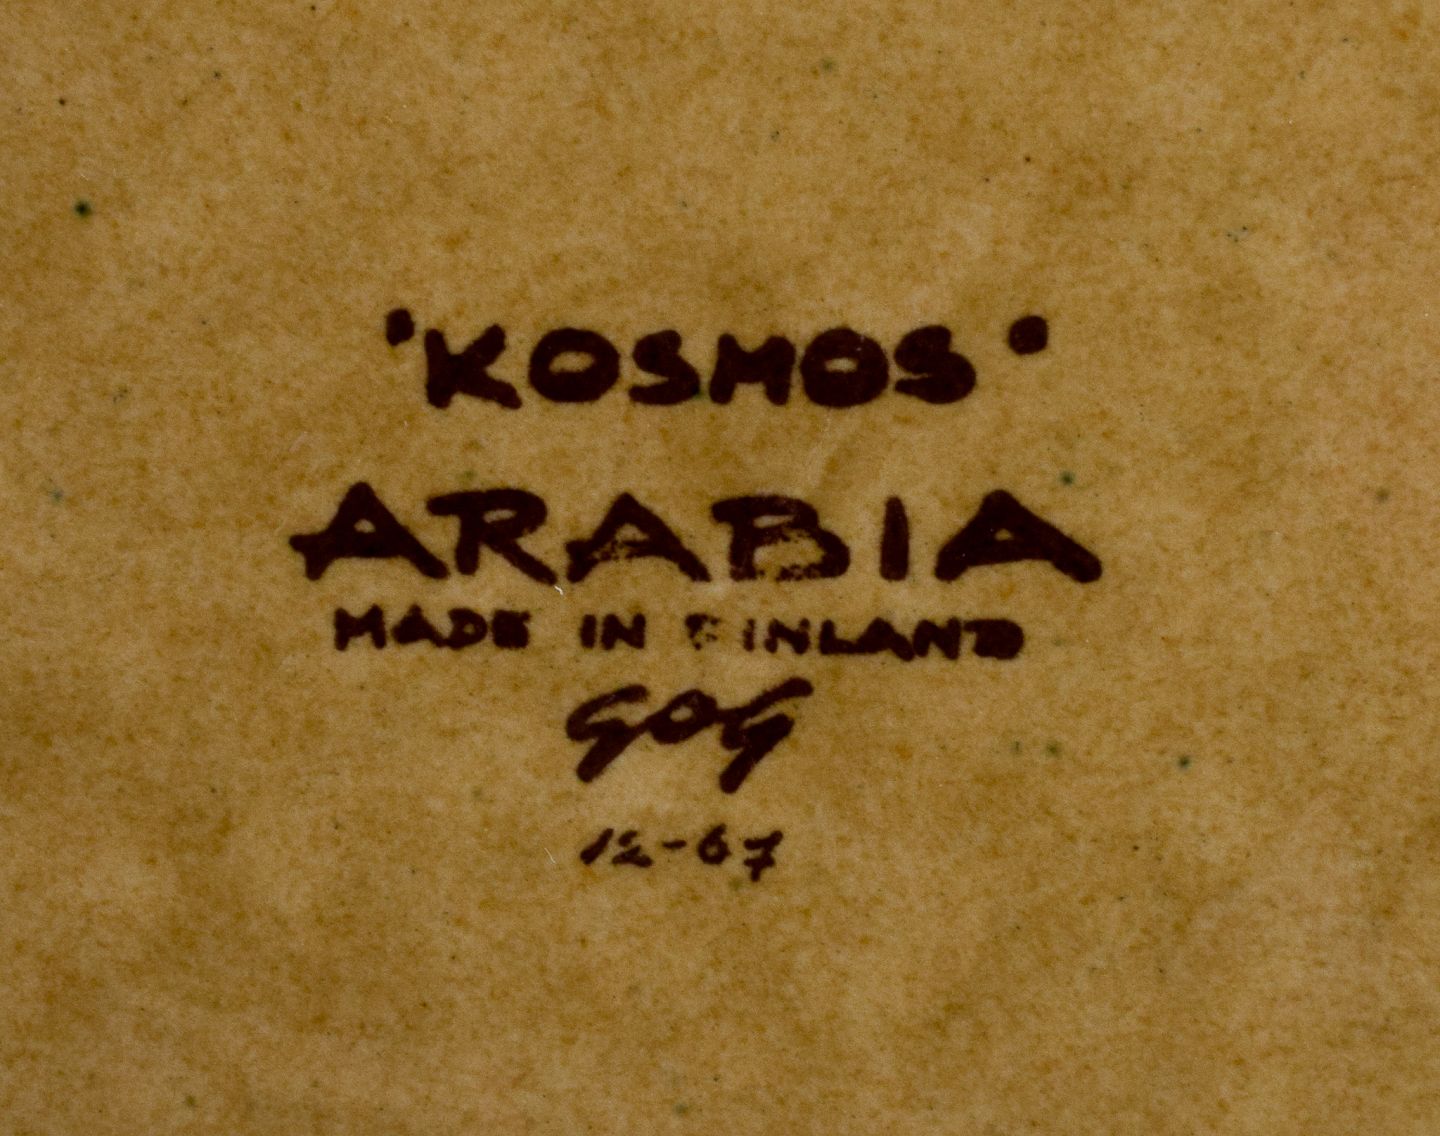 'KOSMOS'
ARABIA
MADE IN FINLAND
GOG
12-67